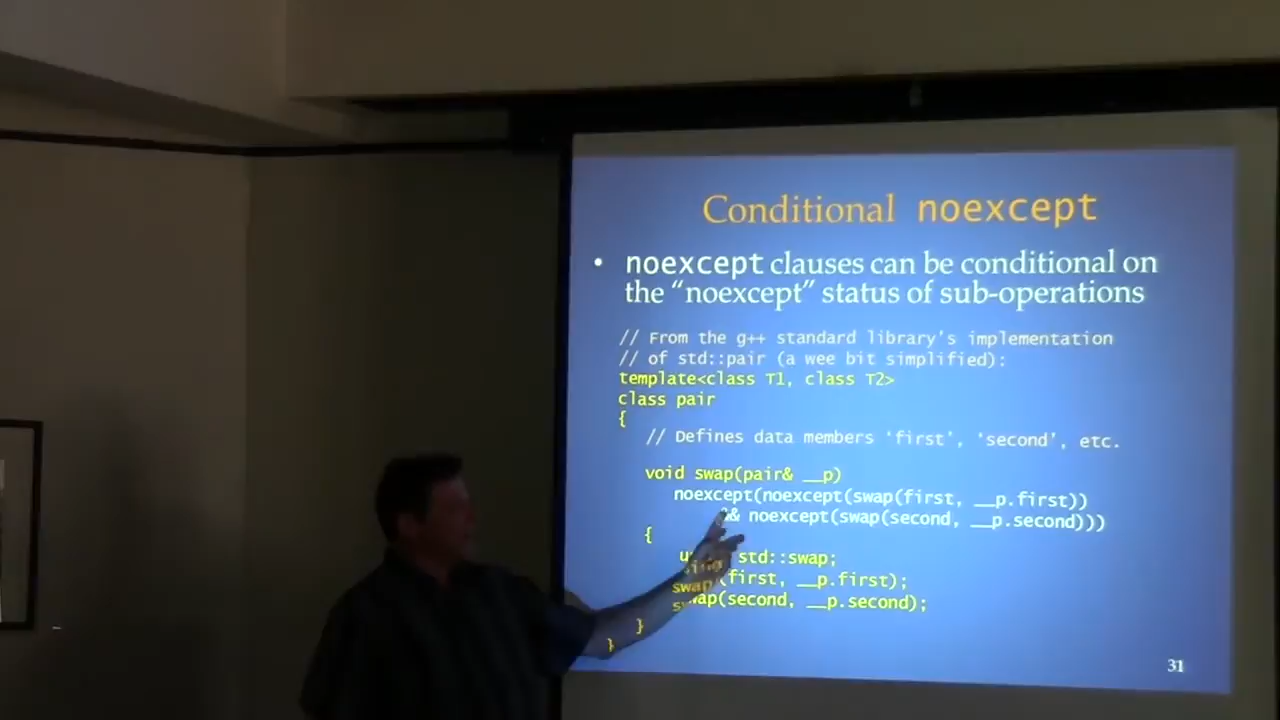 Conditional noexcept
• noexcept clauses can be conditional on
the “noexcept” status of sub-operations
// From the g++ standard library’s implementation
// of std::pair (a wee bit simplified):
template<class T1, class T2>
class pair
{
// Defines data members ‘first’, ‘second’, etc.
void swap(pair& __p)
noexcept(noexcept(swap(first, __p.first))
&& noexcept(swap(second, __p.second)))
{
using std::swap;
swap(first, __p.first);
swap(second, __p.second);
}
}
31